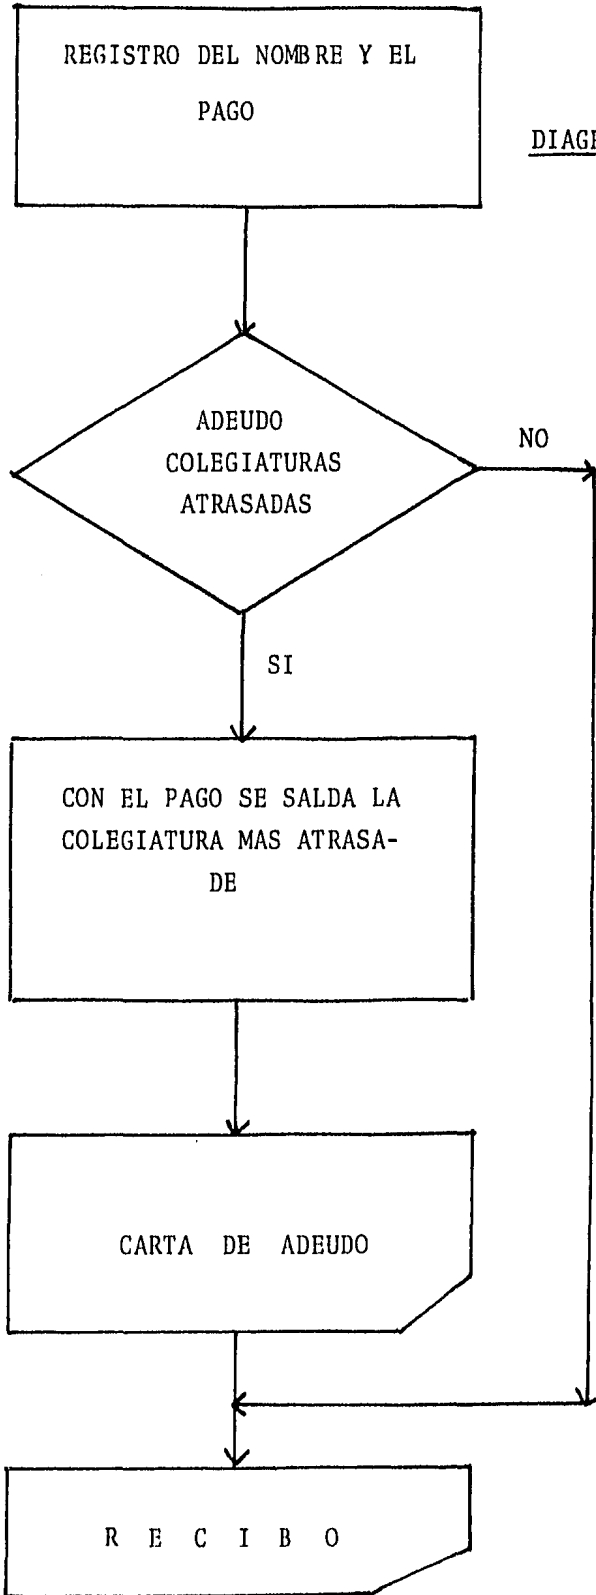 REGISTRO DEL NOMBRE Y EL
PAGO
ADEUDO
COLEGIATURAS
ATRASADAS
NO
SI
CON EL PAGO SE SALDA LA
COLEGIATURA MAS ATRASA-
DE
CARTA DE ADEUDO
R E C I B O